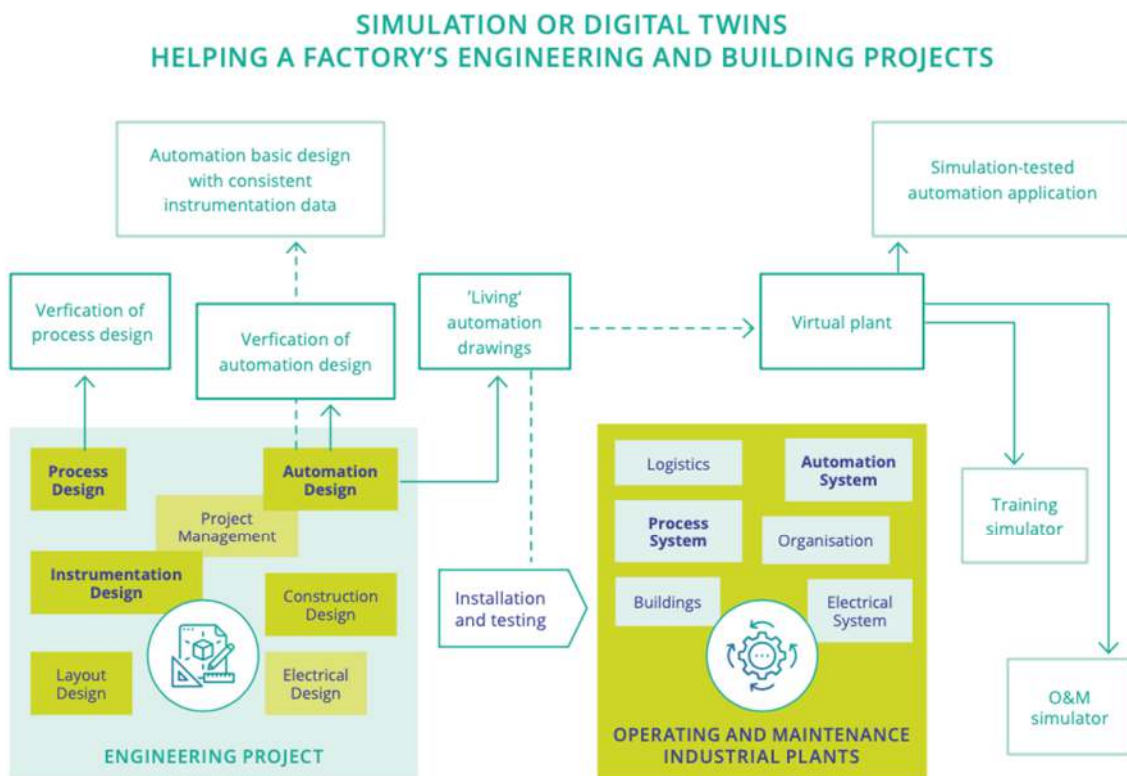 SIMULATION OR DIGITAL TWINS
HELPING A FACTORY'S ENGINEERING AND BUILDING PROJECTS
Automation basic design
with consistent
instrumentation data
Simulation-tested
automation application
Verfication of
process design
Verfication of
automation design
'Living'
automation
drawings
Virtual plant
Process
Design
Automation
Design
Project
Management
Instrumentation
Design
Construction
Design
Layout
Design
Electrical
Design
ENGINEERING PROJECT
Installation
and testing
Logistics
Automation
System
Process
System
Organisation
Buildings
Electrical
System
OPERATING AND MAINTENANCE
INDUSTRIAL PLANTS
Training
simulator
O&M
simulator